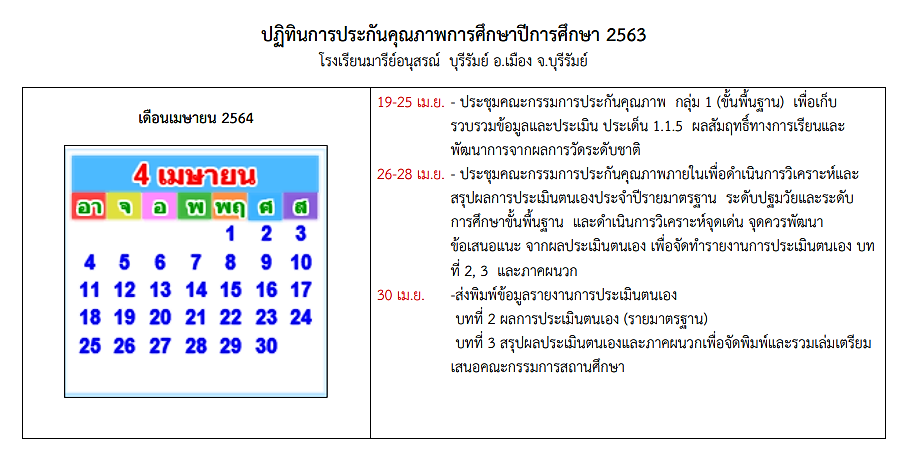 ปฏิทินการประกันคุณภาพการศึกษาปีการศึกษา 2563
โรงเรียนมารีย์อนุสรณ์ บุรีรัมย์ อ.เมือง จ.บุรีรัมย์
เดือนเมษายน 2564
4 เมษายน
อา จ อ พ พฤ ศ ส
1 2 3
4 5 6 7 8 9 10
11 12 13 14 15 16 17
18 19 20 21 22 23 24
25 26 27 28 29 30
19-25 เม.ย. - ประชุมคณะกรรมการประกันคุณภาพ กลุ่ม 1 (ขั้นพื้นฐาน) เพื่อเก็บ
รวบรวมข้อมูลและประเมิน ประเด็น 1.1.5 ผลสัมฤทธิ์ทางการเรียนและ
พัฒนาการจากผลการวัดระดับชาติ
26-28 เม.ย. - ประชุมคณะกรรมการประกันคุณภาพภายในเพื่อดำเนินการวิเคราะห์และ
สรุปผลการประเมินตนเองประจำปีรายมาตรฐาน ระดับปฐมวัยและระดับ
การศึกษาขั้นพื้นฐาน และดำเนินการวิเคราะห์จุดเด่น จุดควรพัฒนา
ข้อเสนอแนะ จากผลประเมินตนเอง เพื่อจัดทำรายงานการประเมินตนเอง บท
ที่ 2, 3 และภาคผนวก
30 เม.ย. -ส่งพิมพ์ข้อมูลรายงานการประเมินตนเอง
บทที่ 2 ผลการประเมินตนเอง (รายมาตรฐาน)
บทที่ 3 สรุปผลประเมินตนเองและภาคผนวกเพื่อจัดพิมพ์และรวมเล่มเตรียม
เสนอคณะกรรมการสถานศึกษา